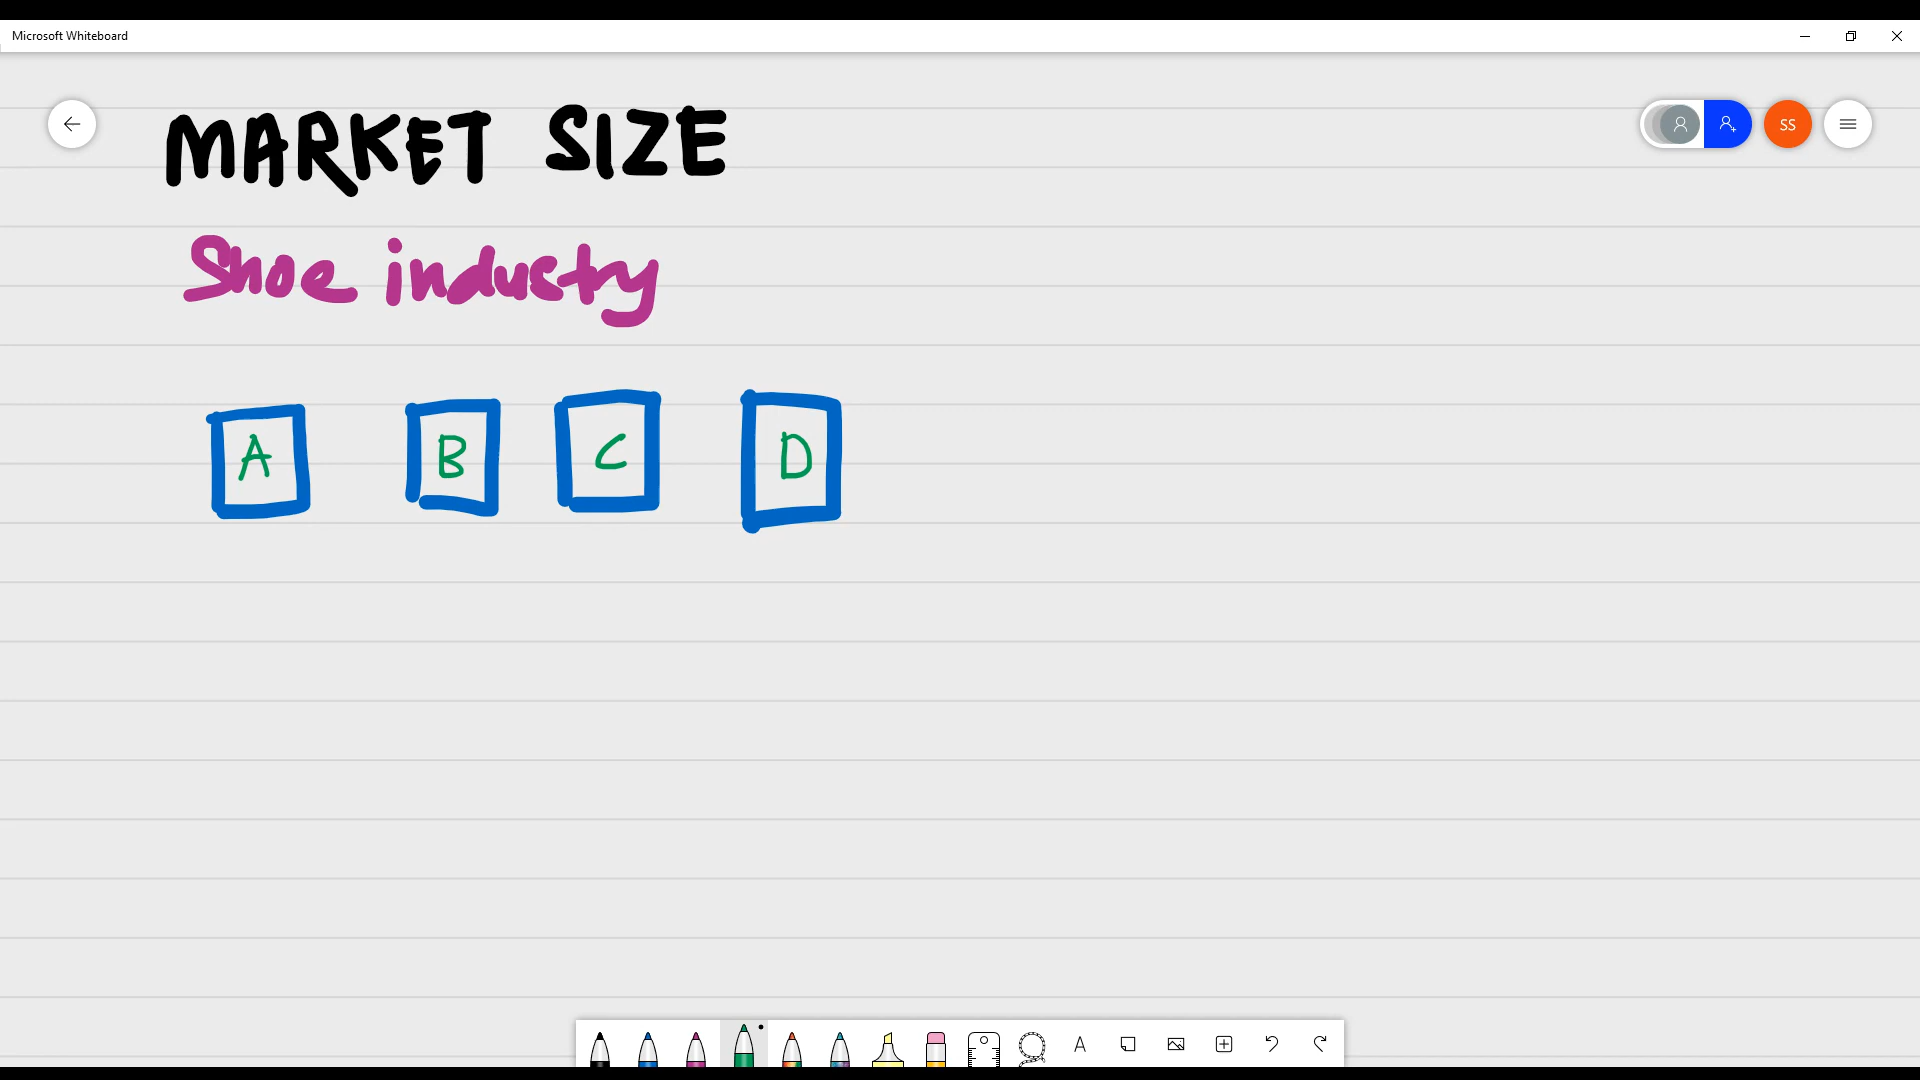 Microsoft Whiteboard
MARKET SIZE
SS
Shoe industry
A B C D
A